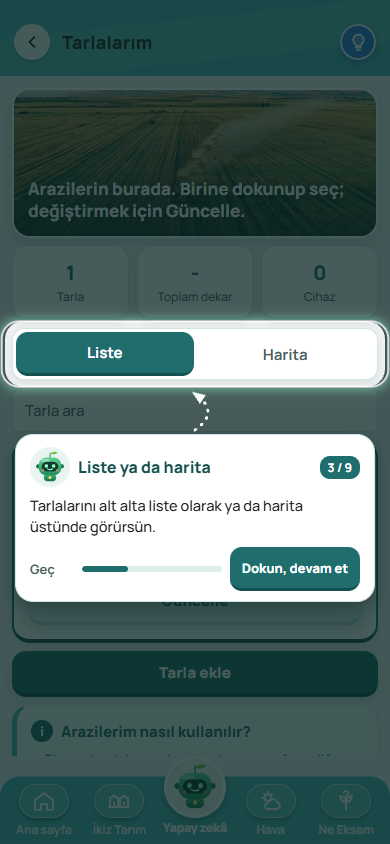 Tarlalarım
Arazilerin burada. Birine dokunup seç;
değiştirmek için Güncelle.
1
Tarla
-
Toplam dekar
0
Cihaz
Liste
Harita
Tarla ara
Liste ya da harita
3 / 9
Tarlalarını alt alta liste olarak ya da harita
üstünde görürsün.
Geç
Dokun, devam et
Güncelle
Tarla ekle
i
Arazilerim nasıl kullanılır?
Ana sayfa
İkiz Tarım
Yapay zekâ
Hava
Ne Eksem